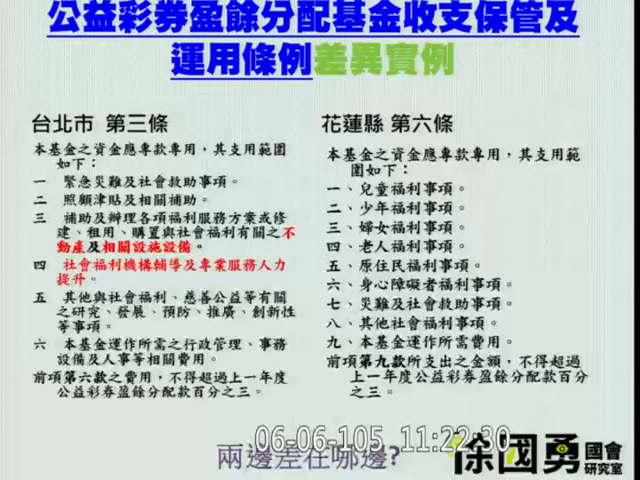 公益彩券盈餘分配基金收支保管及
運用條例差異實例
台北市 第三條
本基金之資金應專款專用，其支用範圍
如下：
一 緊急災難及社會救助事項。
二 照顧津貼及相關補助。
三 補助及辦理各項福利服務方案或修
建、租用、購置與社會福利有關之不
動產及相關設施設備。
四 社會福利機構輔導及專業服務人力
提升。
五 其他與社會福利、慈善公益等有關
之研究、發展、預防、推廣、創新性
等事項。
六 本基金運作所需之行政管理、事務
設備及人事等相關費用。
前項第六款之費用，不得超過上一年度
公益彩券盈餘分配款百分之三。
花蓮縣 第六條
本基金之資金應專款專用，其支用範
圍如下：
一、兒童福利事項。
二、少年福利事項。
三、婦女福利事項。
四、老人福利事項。
五、原住民福利事項。
六、身心障礙者福利事項。
七、災難及社會救助事項。
八、其他社會福利事項。
九、本基金運作所需費用。
前項第九款所支出之金額，不得超過
上一年度公益彩券盈餘分配款百分
之三。
兩邊差在哪邊?
06-06-105 11:22:30
徐國勇 國會
研究室